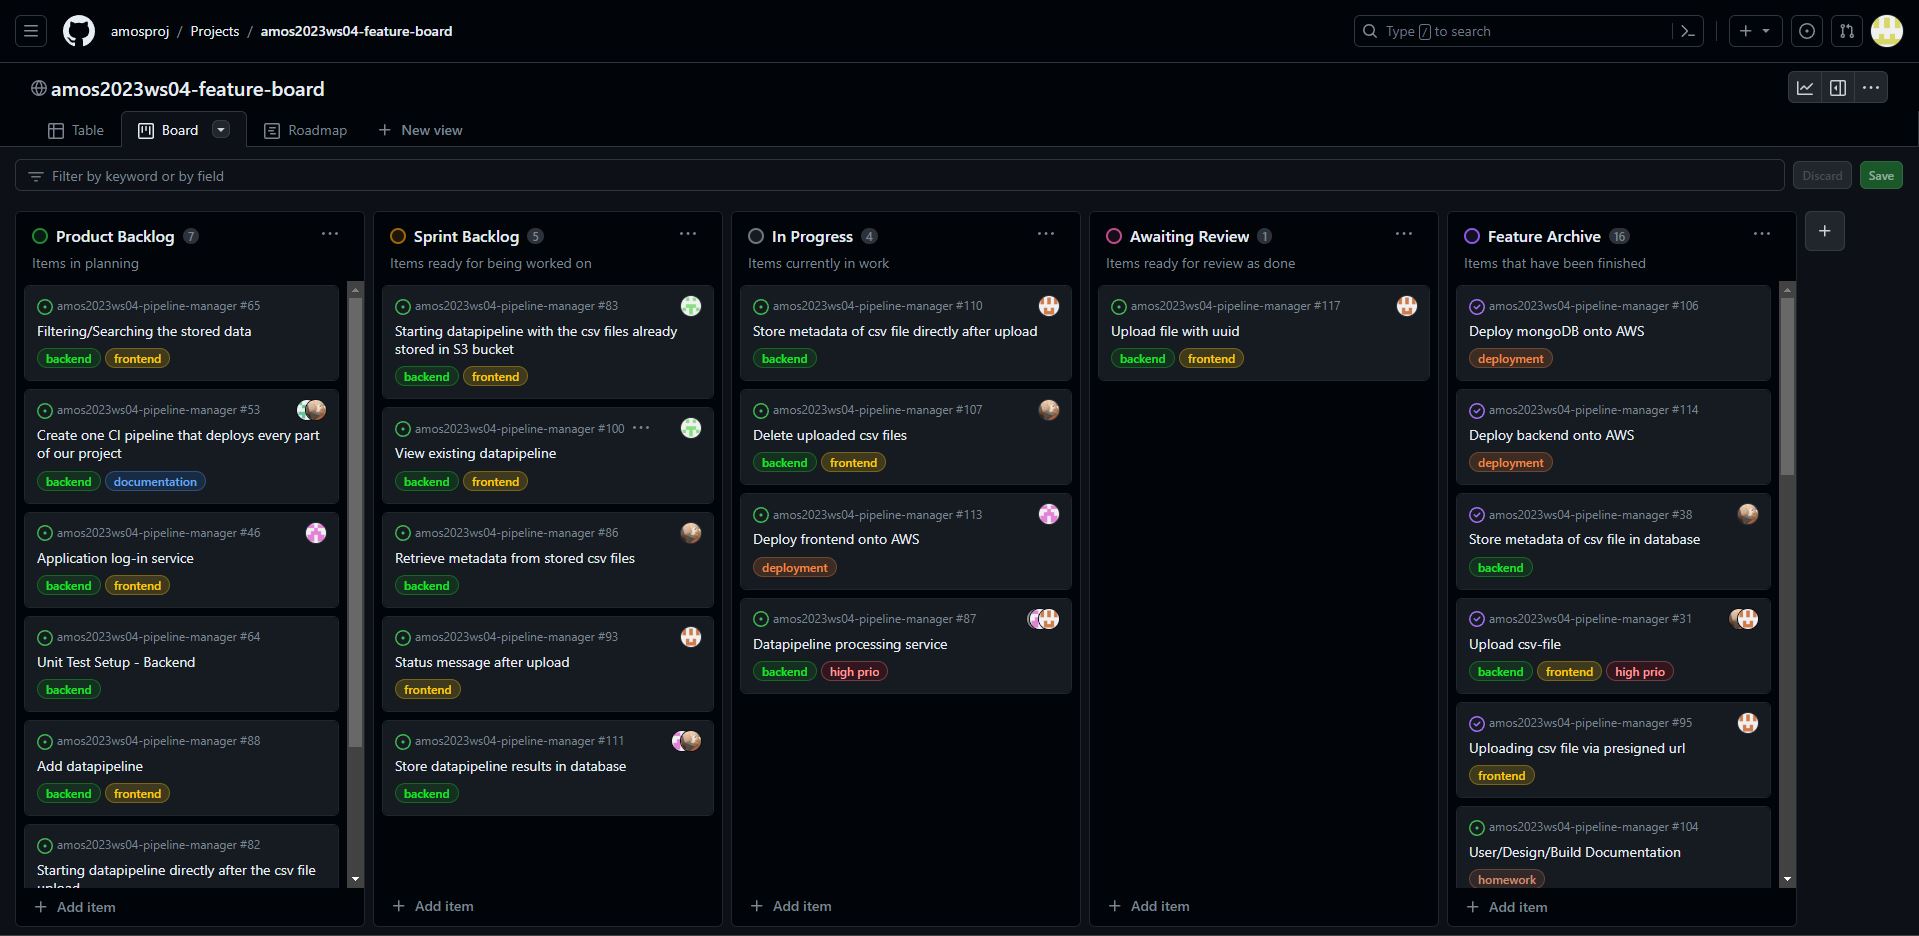 amosproj / Projects / amos2023ws04-feature-board
Type / to search
amos2023ws04-feature-board
Table
Board
Roadmap
+ New view
Filter by keyword or by field
Discard
Save
Product Backlog 7
Items in planning
amos2023ws04-pipeline-manager #65
Filtering/Searching the stored data
backend frontend
amos2023ws04-pipeline-manager #53
Create one CI pipeline that deploys every part
of our project
backend documentation
amos2023ws04-pipeline-manager #46
Application log-in service
backend frontend
amos2023ws04-pipeline-manager #64
Unit Test Setup - Backend
backend
amos2023ws04-pipeline-manager #88
Add datapipeline
backend frontend
amos2023ws04-pipeline-manager #82
Starting datapipeline directly after the csv file
upload
+ Add item
Sprint Backlog 5
Items ready for being worked on
amos2023ws04-pipeline-manager #83
Starting datapipeline with the csv files already
stored in S3 bucket
backend frontend
amos2023ws04-pipeline-manager #100 ...
View existing datapipeline
backend frontend
amos2023ws04-pipeline-manager #86
Retrieve metadata from stored csv files
backend
amos2023ws04-pipeline-manager #93
Status message after upload
frontend
amos2023ws04-pipeline-manager #111
Store datapipeline results in database
backend
+ Add item
In Progress 4
Items currently in work
amos2023ws04-pipeline-manager #110
Store metadata of csv file directly after upload
backend
amos2023ws04-pipeline-manager #107
Delete uploaded csv files
backend frontend
amos2023ws04-pipeline-manager #113
Deploy frontend onto AWS
deployment
amos2023ws04-pipeline-manager #87
Datapipeline processing service
backend high prio
+ Add item
Awaiting Review 1
Items ready for review as done
amos2023ws04-pipeline-manager #117
Upload file with uuid
backend frontend
+ Add item
Feature Archive 16
Items that have been finished
amos2023ws04-pipeline-manager #106
Deploy mongoDB onto AWS
deployment
amos2023ws04-pipeline-manager #114
Deploy backend onto AWS
deployment
amos2023ws04-pipeline-manager #38
Store metadata of csv file in database
backend
amos2023ws04-pipeline-manager #31
Upload csv-file
backend frontend high prio
amos2023ws04-pipeline-manager #95
Uploading csv file via presigned url
frontend
amos2023ws04-pipeline-manager #104
User/Design/Build Documentation
homework
+ Add item